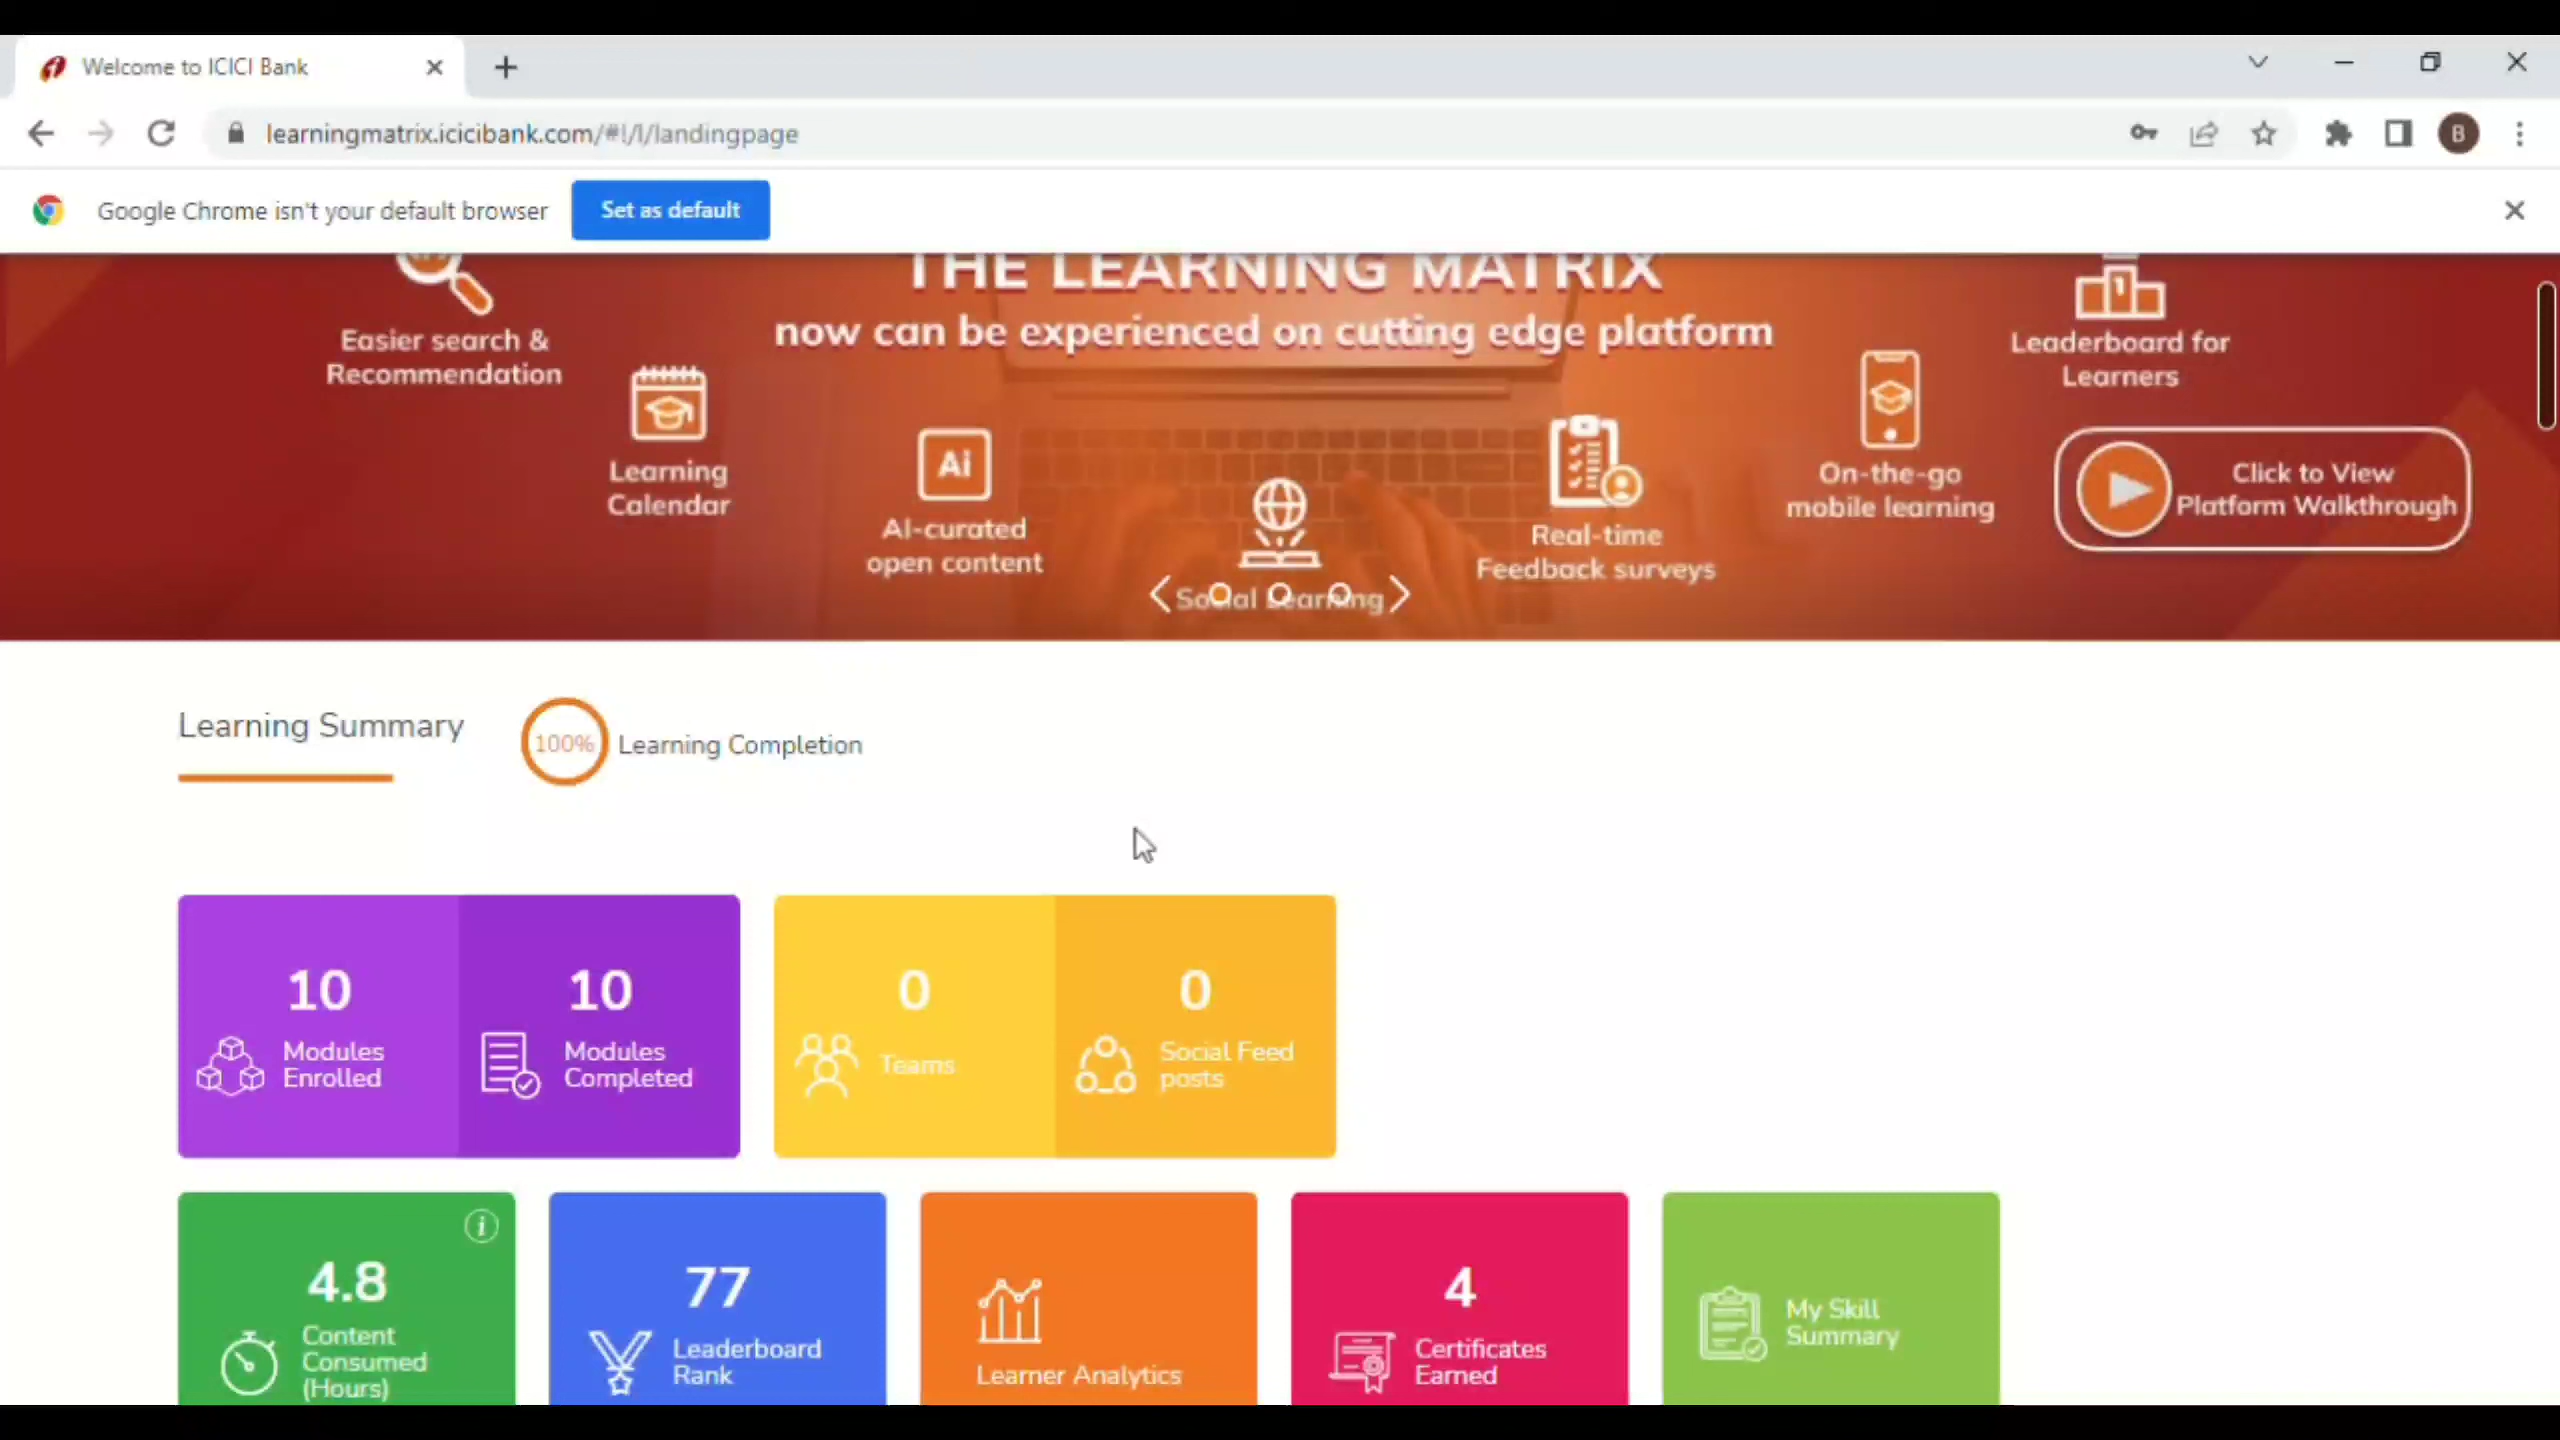 Welcome to ICICI Bank
learningmatrix.icicibank.com/#!/l/landingpage
B
Google Chrome isn't your default browser
Set as default
THE LEARNING MATRIX
now can be experienced on cutting edge platform
Easier search &
Recommendation
Learning
Calendar
Ai
AI-curated
open content
Social Learning
Real-time
Feedback surveys
On-the-go
mobile learning
1
Leaderboard for
Learners
Click to View
Platform Walkthrough
Learning Summary
100%
Learning Completion
10
Modules
Enrolled
10
Modules
Completed
0
Teams
0
Social Feed
posts
i
4.8
Content
Consumed
(Hours)
77
Leaderboard
Rank
Learner Analytics
4
Certificates
Earned
My Skill
Summary